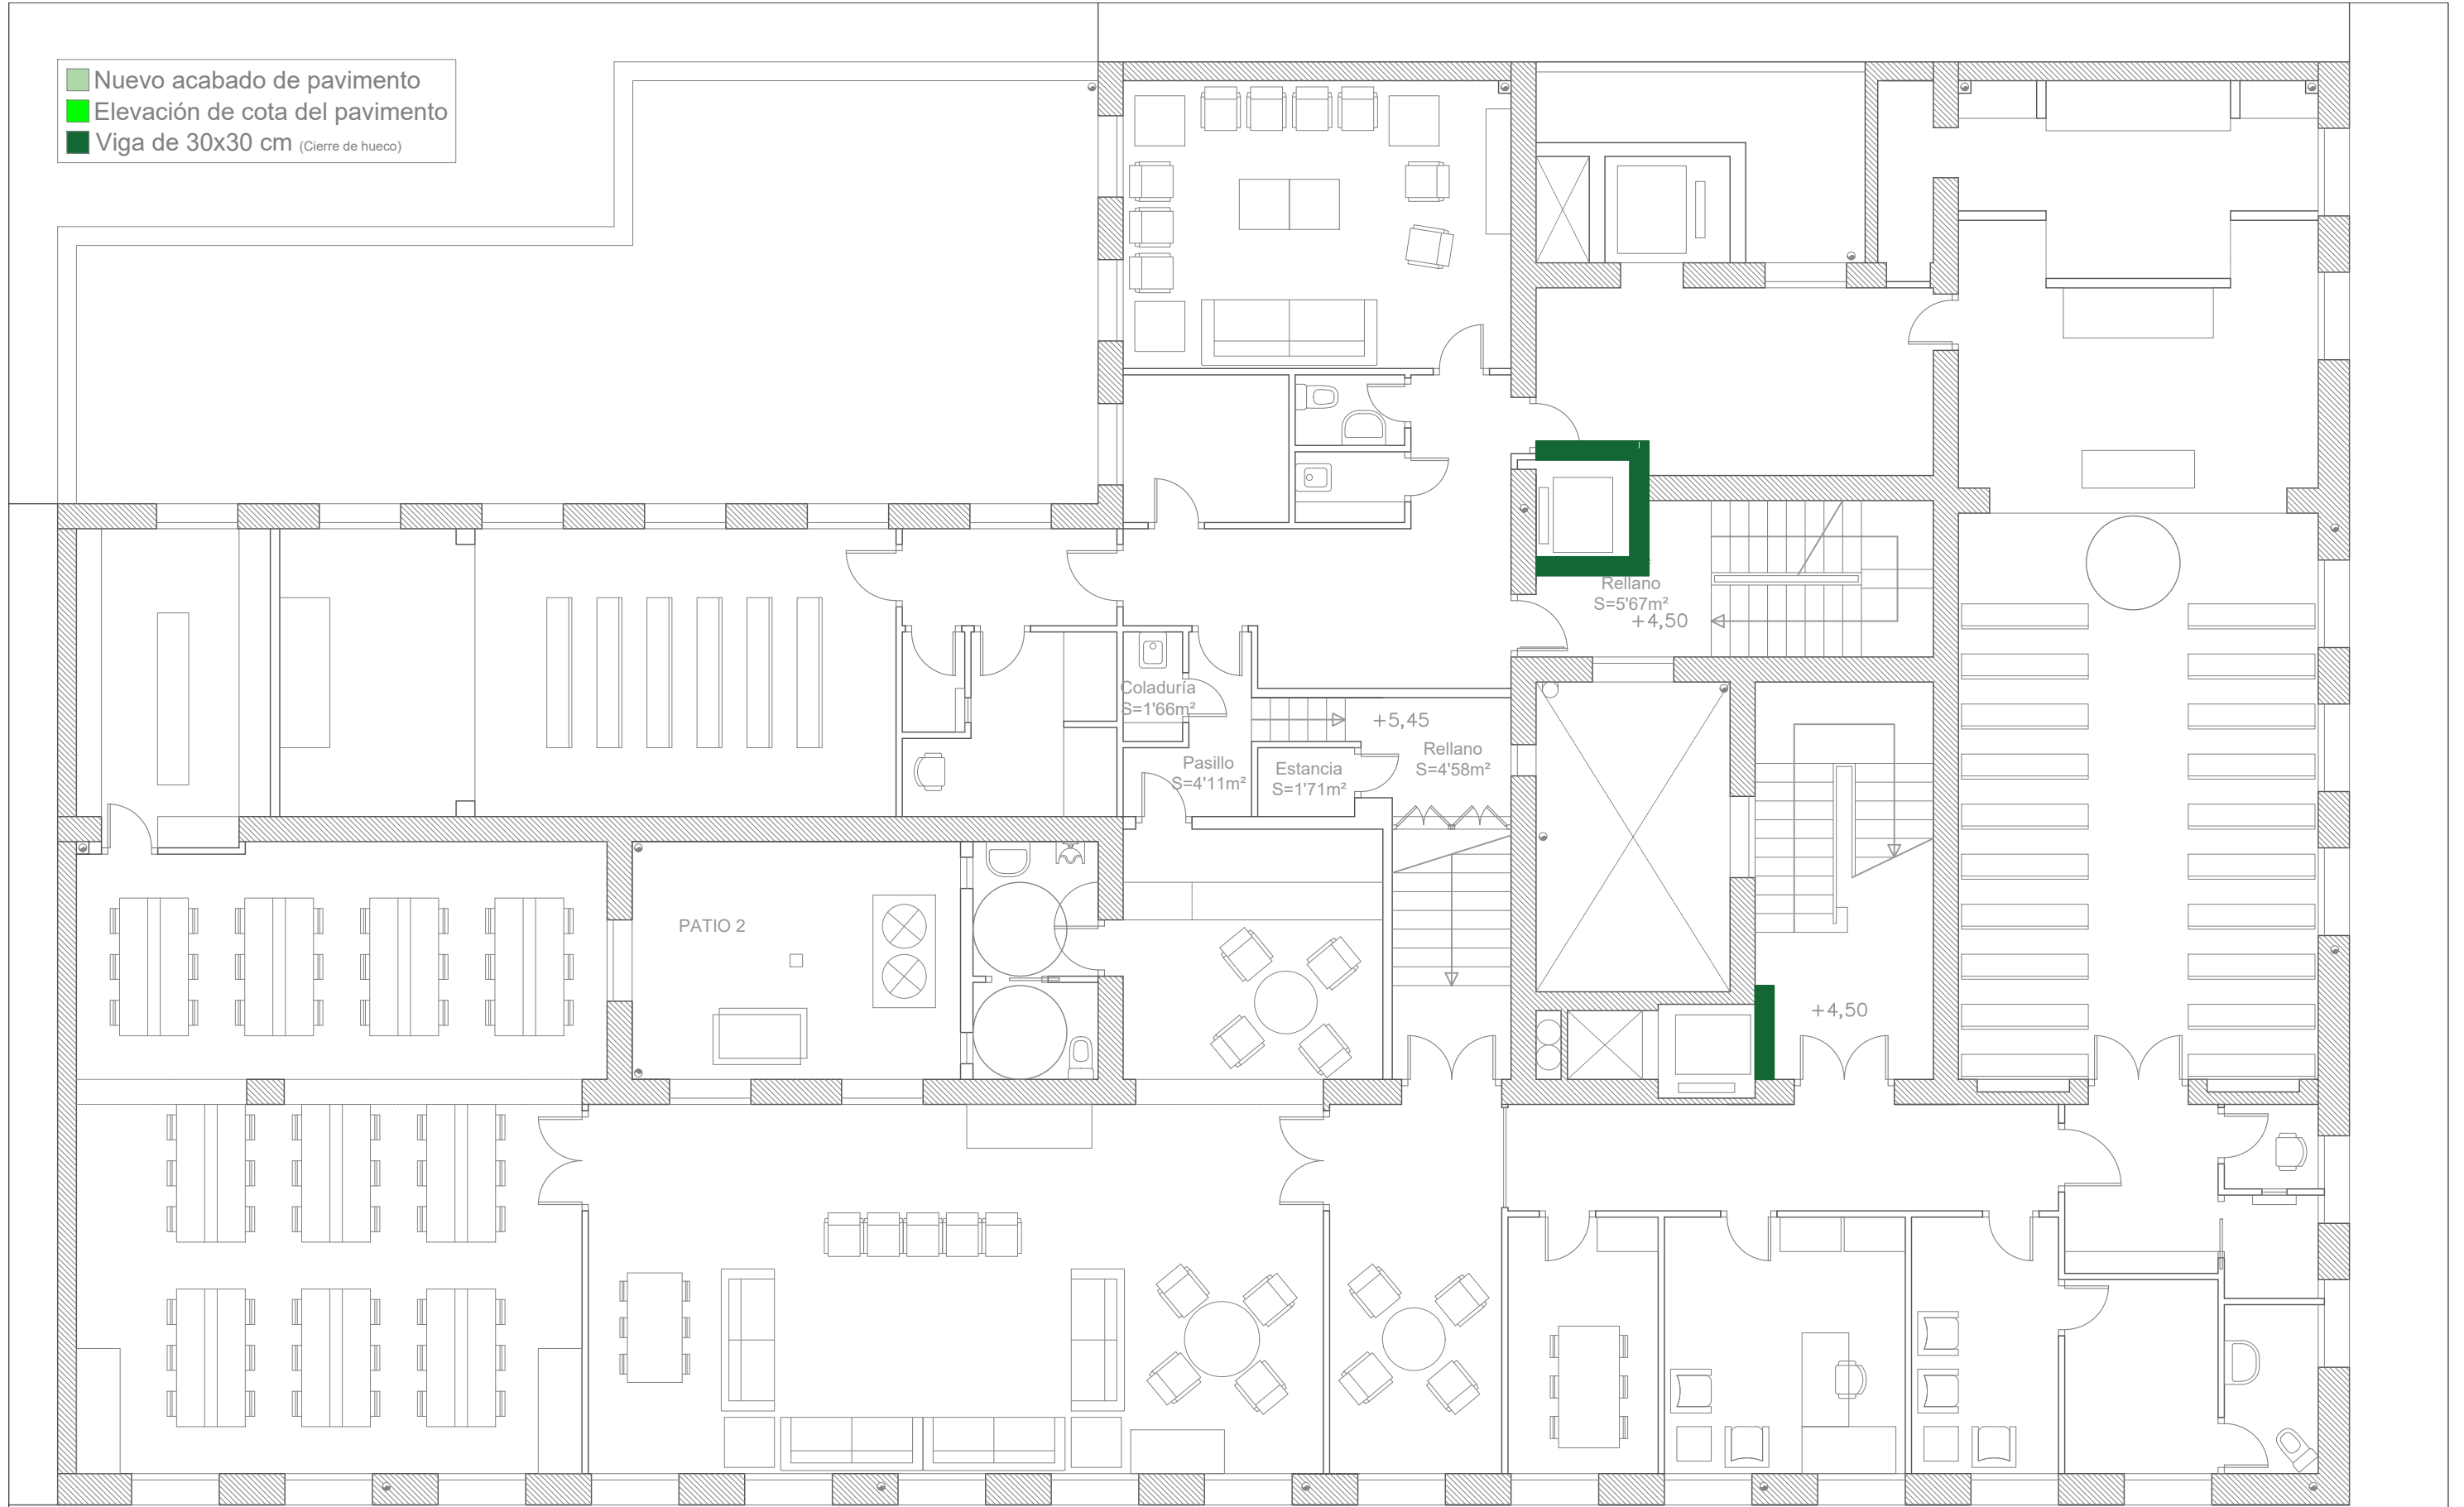 Nuevo acabado de pavimento
Elevación de cota del pavimento
Viga de 30x30 cm (Cierre de hueco)
Rellano
S=5'67m²
+4,50
Coladuría
S=1'66m²
+5,45
Rellano
S=4'58m²
Pasillo
S=4'11m²
Estancia
S=1'71m²
PATIO 2
+4,50